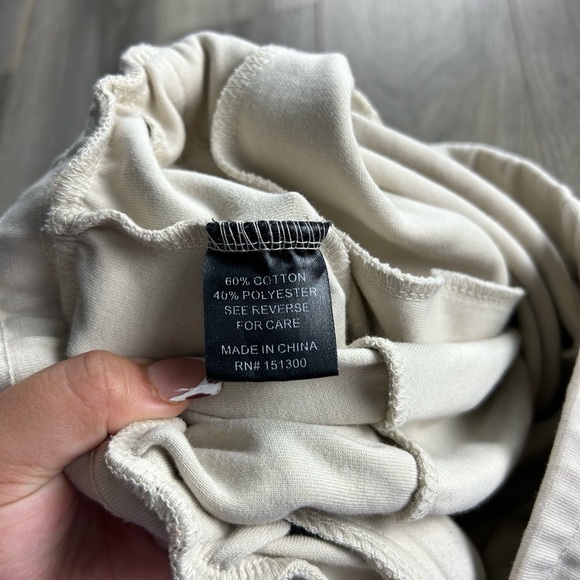 60% COTTON
40% POLYESTER
SEE REVERSE
FOR CARE
MADE IN CHINA
RN# 151300